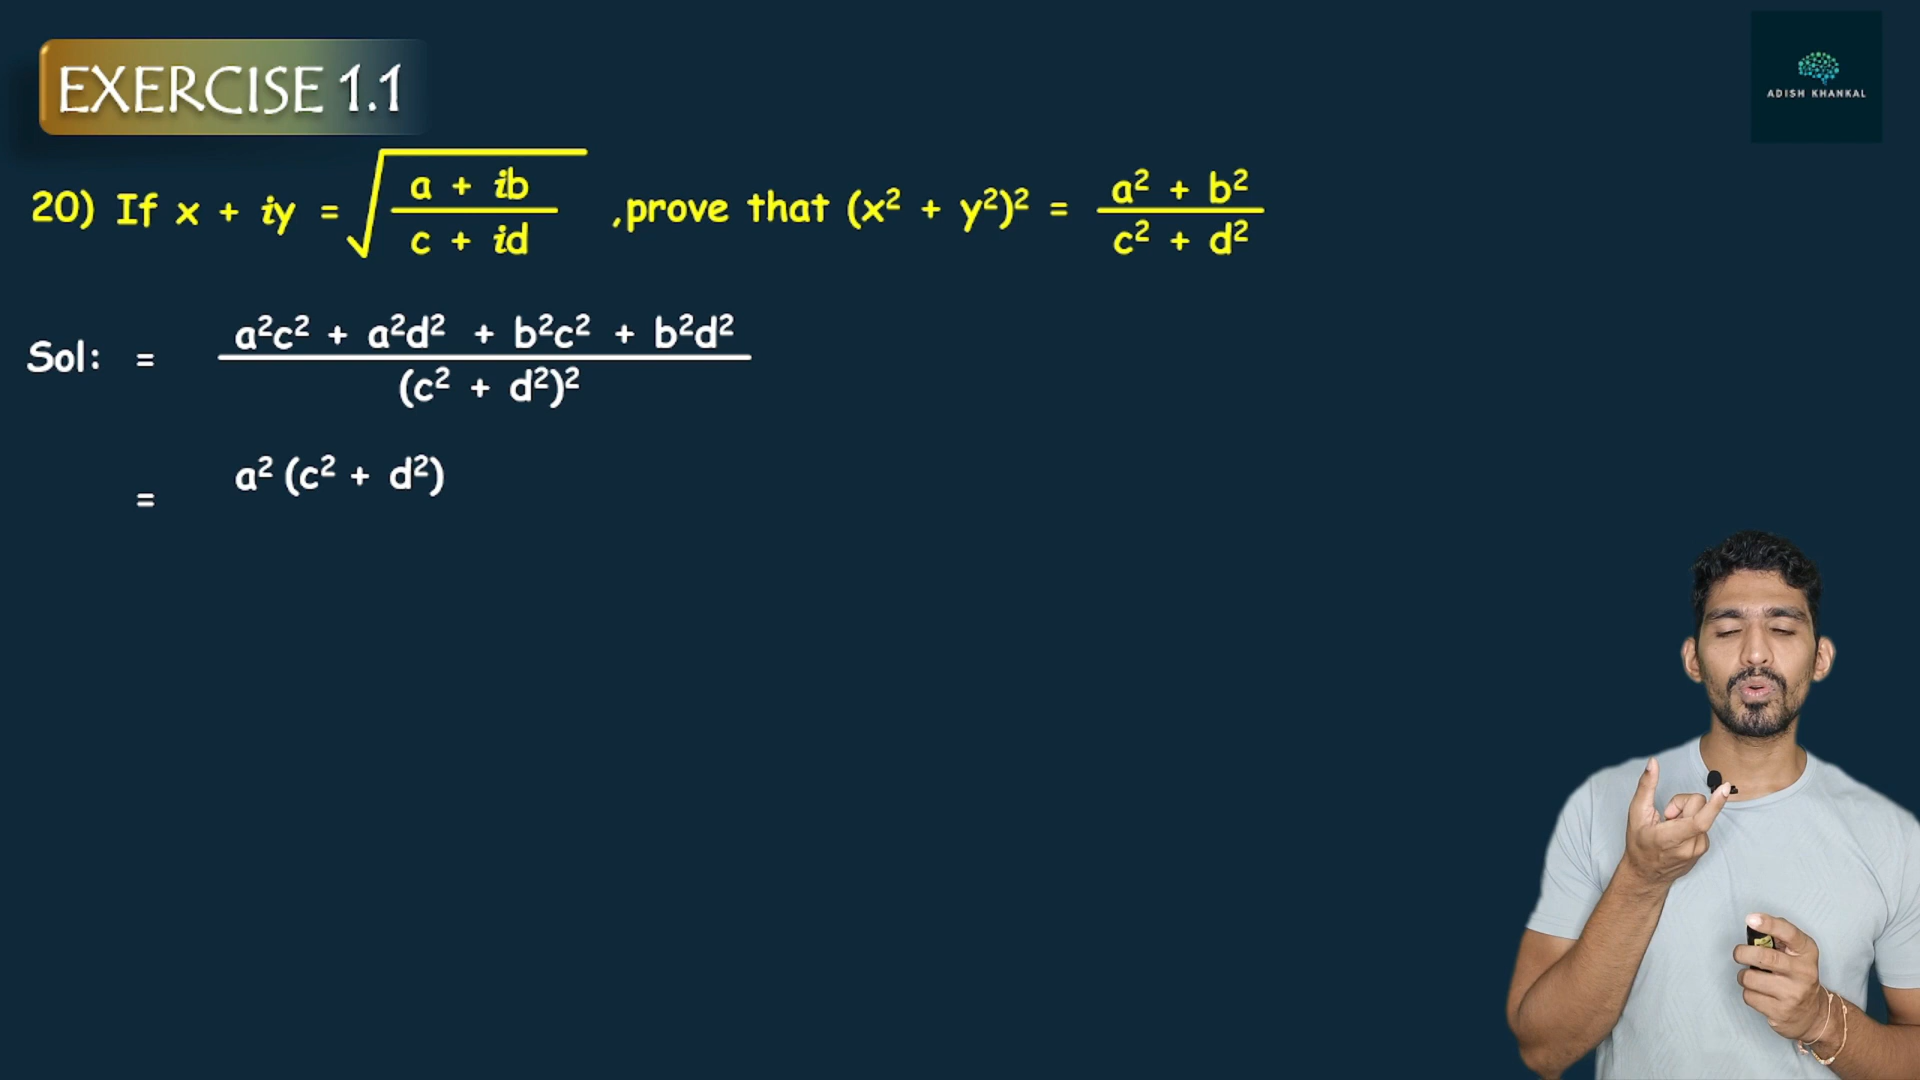 EXERCISE 1.1
ADISH KHANKAL
20) If x + iy = √((a + ib)/(c + id)) ,prove that (x² + y²)² = (a² + b²)/(c² + d²)
Sol: = (a²c² + a²d² + b²c² + b²d²)/((c² + d²)²)
= a² (c² + d²)